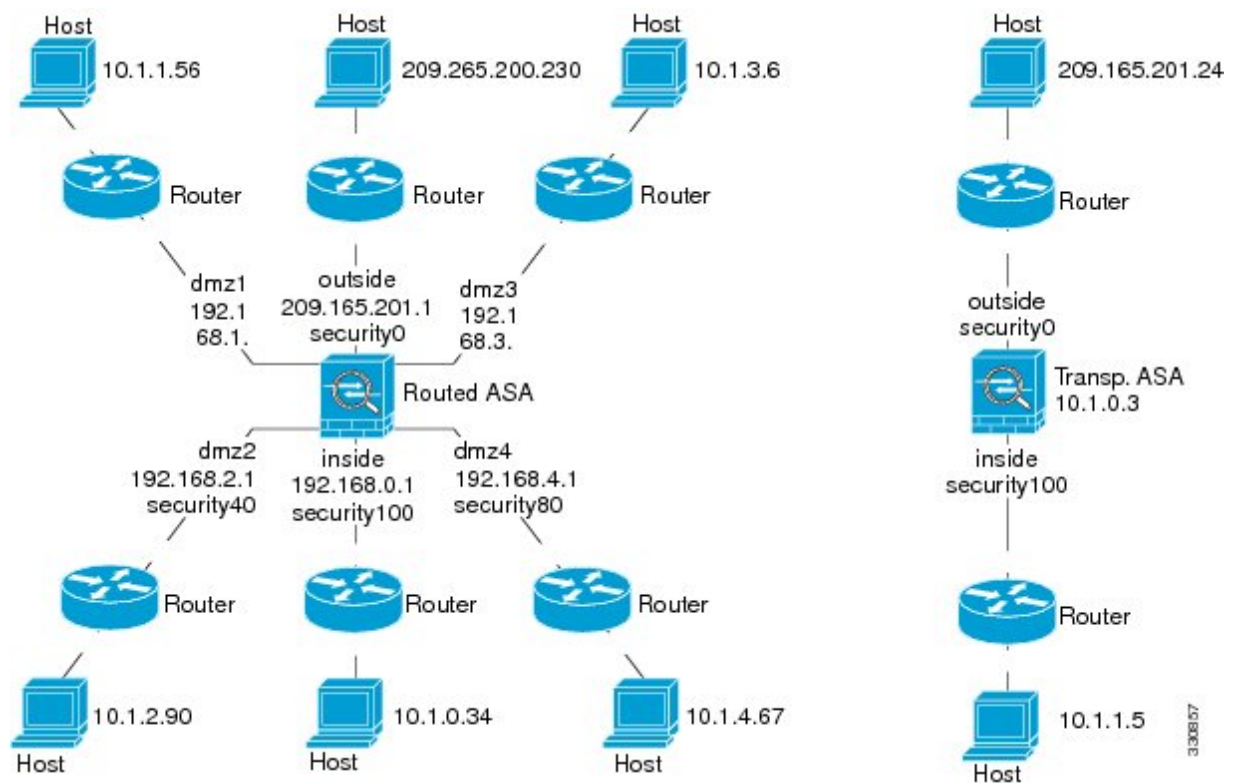 Host
10.1.1.56
Host
209.265.200.230
Host
10.1.3.6
Host
209.165.201.24
Router
Router
Router
Router
dmz1
192.1
68.1.
outside
209.165.201.1
security0
dmz3
192.1
68.3.
outside
security0
Routed ASA
Transp. ASA
10.1.0.3
dmz2
192.168.2.1
security40
inside
192.168.0.1
security100
dmz4
192.168.4.1
security80
inside
security100
Router
Router
Router
Router
10.1.2.90
Host
10.1.0.34
Host
10.1.4.67
Host
10.1.1.5
Host
330857